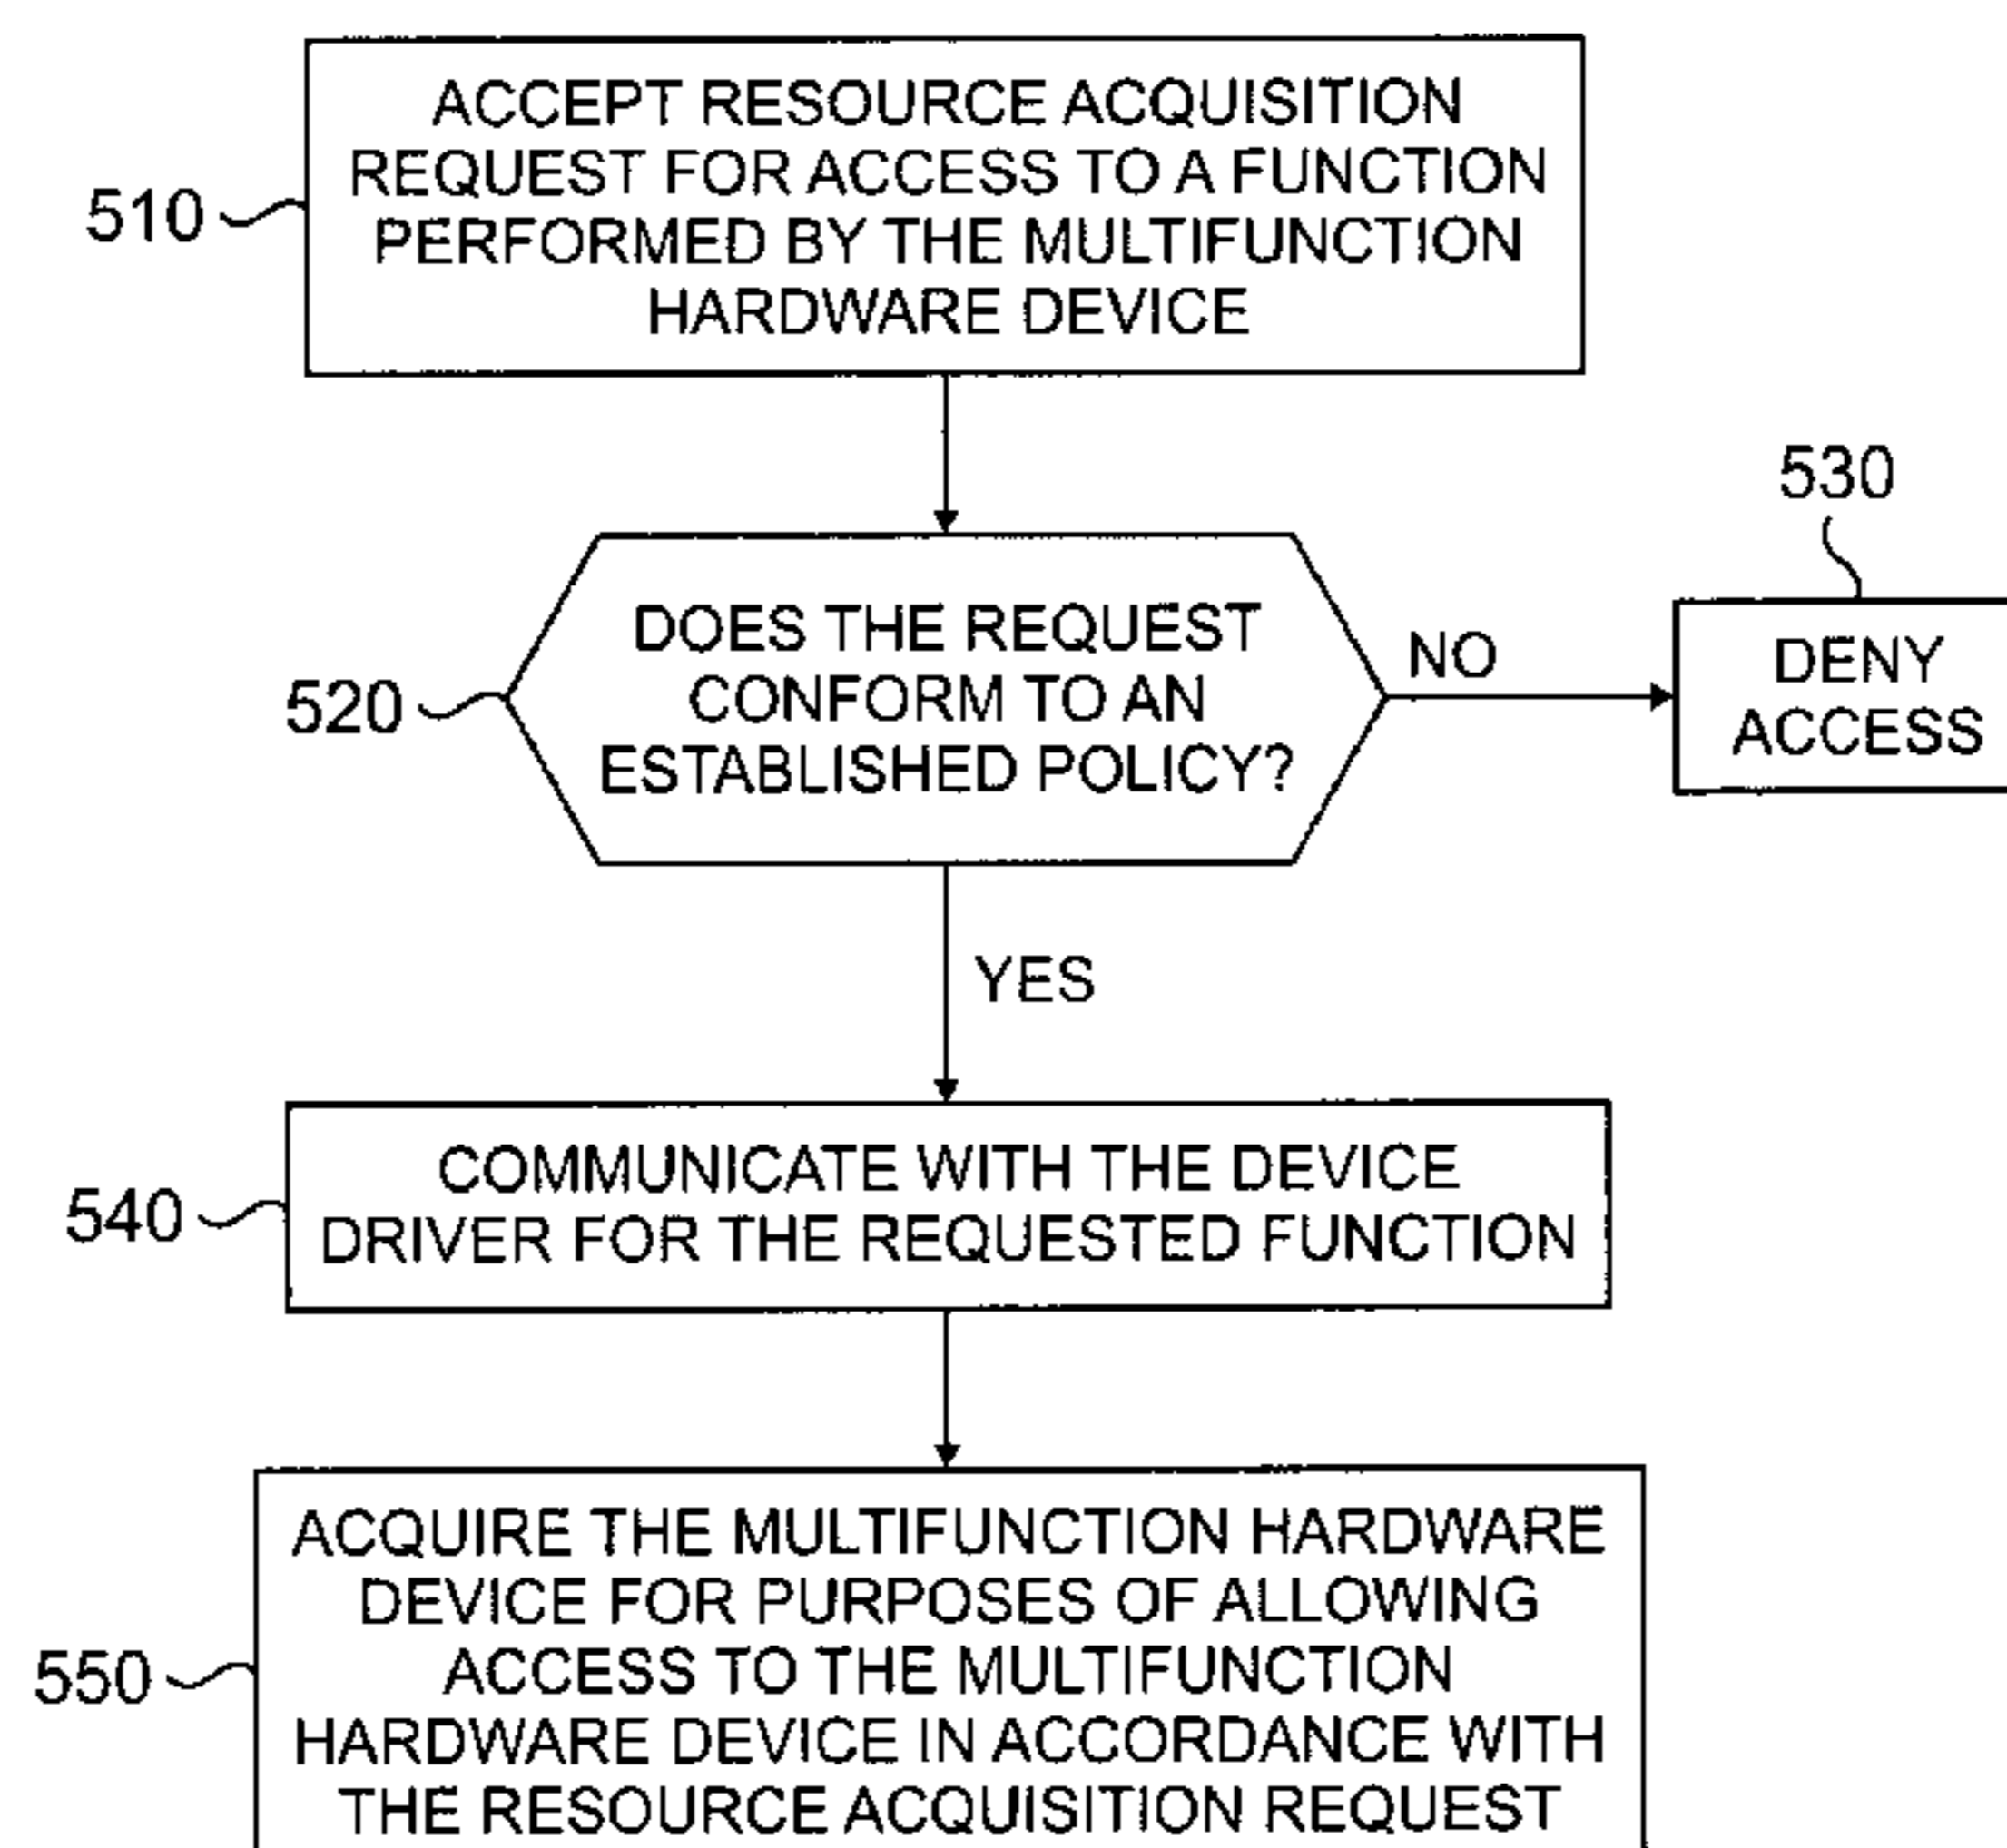 ACCEPT RESOURCE ACQUISITION
REQUEST FOR ACCESS TO A FUNCTION
PERFORMED BY THE MULTIFUNCTION
HARDWARE DEVICE
510
530
DOES THE REQUEST
CONFORM TO AN
ESTABLISHED POLICY?
520
NO
DENY
ACCESS
YES
COMMUNICATE WITH THE DEVICE
DRIVER FOR THE REQUESTED FUNCTION
540
ACQUIRE THE MULTIFUNCTION HARDWARE
DEVICE FOR PURPOSES OF ALLOWING
ACCESS TO THE MULTIFUNCTION
HARDWARE DEVICE IN ACCORDANCE WITH
THE RESOURCE ACQUISITION REQUEST
550